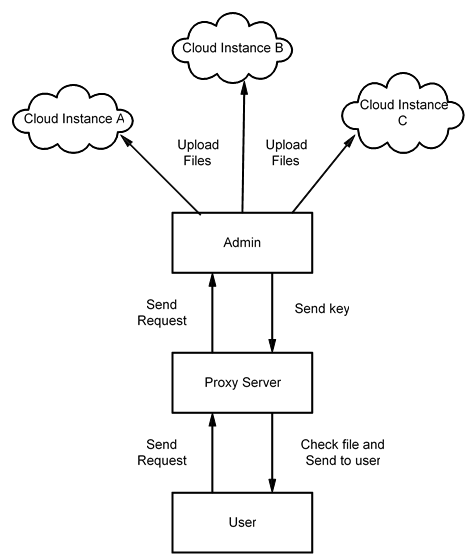 Cloud Instance B
Cloud Instance A
Cloud Instance
C
Upload
Files
Upload
Files
Admin
Send
Request
Send key
Proxy Server
Send
Request
Check file and
Send to user
User